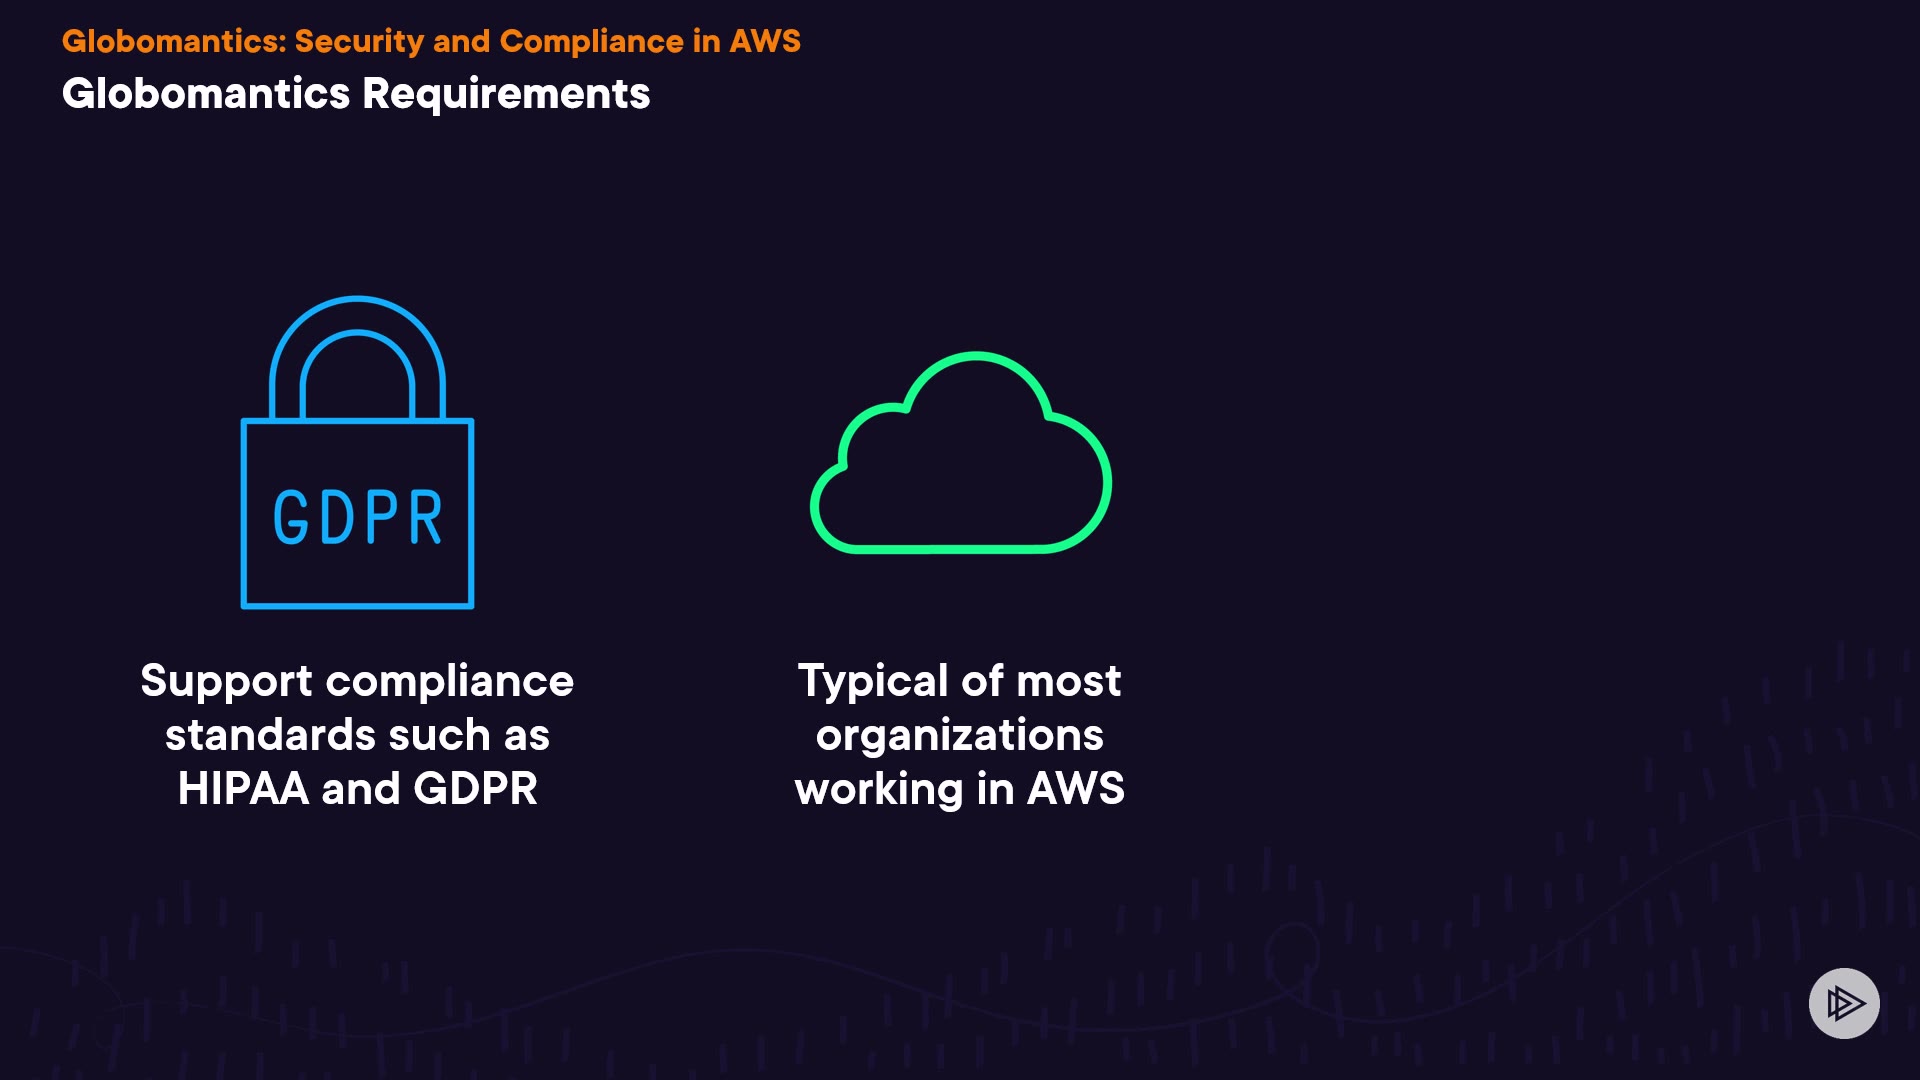 Globomantics: Security and Compliance in AWS
Globomantics Requirements
GDPR
Support compliance
standards such as
HIPAA and GDPR
Typical of most
organizations
working in AWS